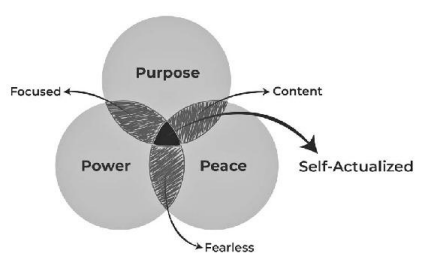 Purpose
Focused
Content
Power
Peace
Self-Actualized
Fearless